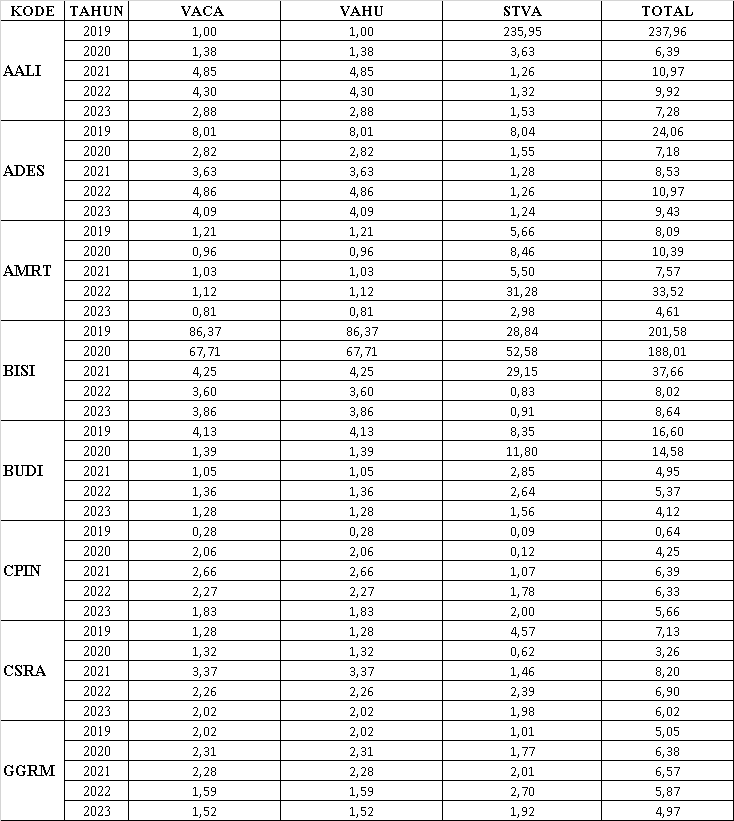 KODE TAHUN VACA VAHU STVA TOTAL
AALI 2019 1,00 1,00 235,95 237,96
2020 1,38 1,38 3,63 6,39
2021 4,85 4,85 1,26 10,97
2022 4,30 4,30 1,32 9,92
2023 2,88 2,88 1,53 7,28
ADES 2019 8,01 8,01 8,04 24,06
2020 2,82 2,82 1,55 7,18
2021 3,63 3,63 1,28 8,53
2022 4,86 4,86 1,26 10,97
2023 4,09 4,09 1,24 9,43
AMRT 2019 1,21 1,21 5,66 8,09
2020 0,96 0,96 8,46 10,39
2021 1,03 1,03 5,50 7,57
2022 1,12 1,12 31,28 33,52
2023 0,81 0,81 2,98 4,61
BISI 2019 86,37 86,37 28,84 201,58
2020 67,71 67,71 52,58 188,01
2021 4,25 4,25 29,15 37,66
2022 3,60 3,60 0,83 8,02
2023 3,86 3,86 0,91 8,64
BUDI 2019 4,13 4,13 8,35 16,60
2020 1,39 1,39 11,80 14,58
2021 1,05 1,05 2,85 4,95
2022 1,36 1,36 2,64 5,37
2023 1,28 1,28 1,56 4,12
CPIN 2019 0,28 0,28 0,09 0,64
2020 2,06 2,06 0,12 4,25
2021 2,66 2,66 1,07 6,39
2022 2,27 2,27 1,78 6,33
2023 1,83 1,83 2,00 5,66
CSRA 2019 1,28 1,28 4,57 7,13
2020 1,32 1,32 0,62 3,26
2021 3,37 3,37 1,46 8,20
2022 2,26 2,26 2,39 6,90
2023 2,02 2,02 1,98 6,02
GGRM 2019 2,02 2,02 1,01 5,05
2020 2,31 2,31 1,77 6,38
2021 2,28 2,28 2,01 6,57
2022 1,59 1,59 2,70 5,87
2023 1,52 1,52 1,92 4,97